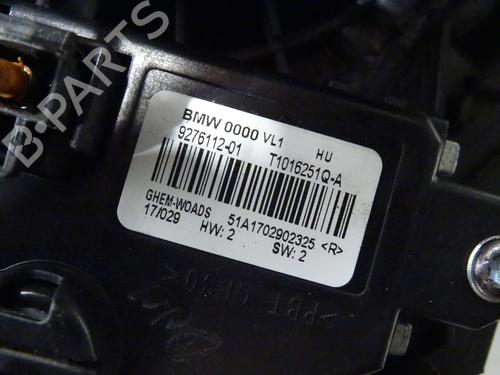 BMW 0000 VL1 HU
9276112-01 T1016251Q-A
GHEM-WOADS 51A1702902325 <R>
17/029 HW: 2 SW: 2
>PBT GF30<
B-PARTS